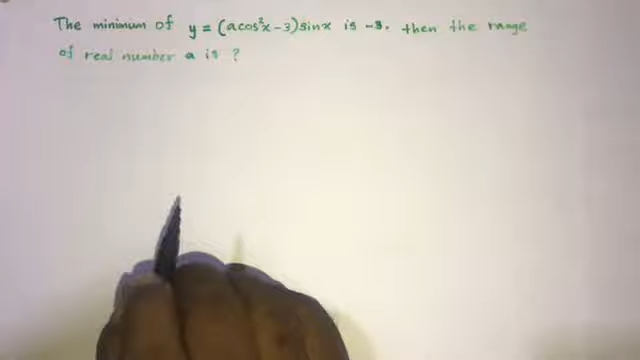 The minimum of y = (acos²x - 3)sinx is -3. then the range
of real number a is ?